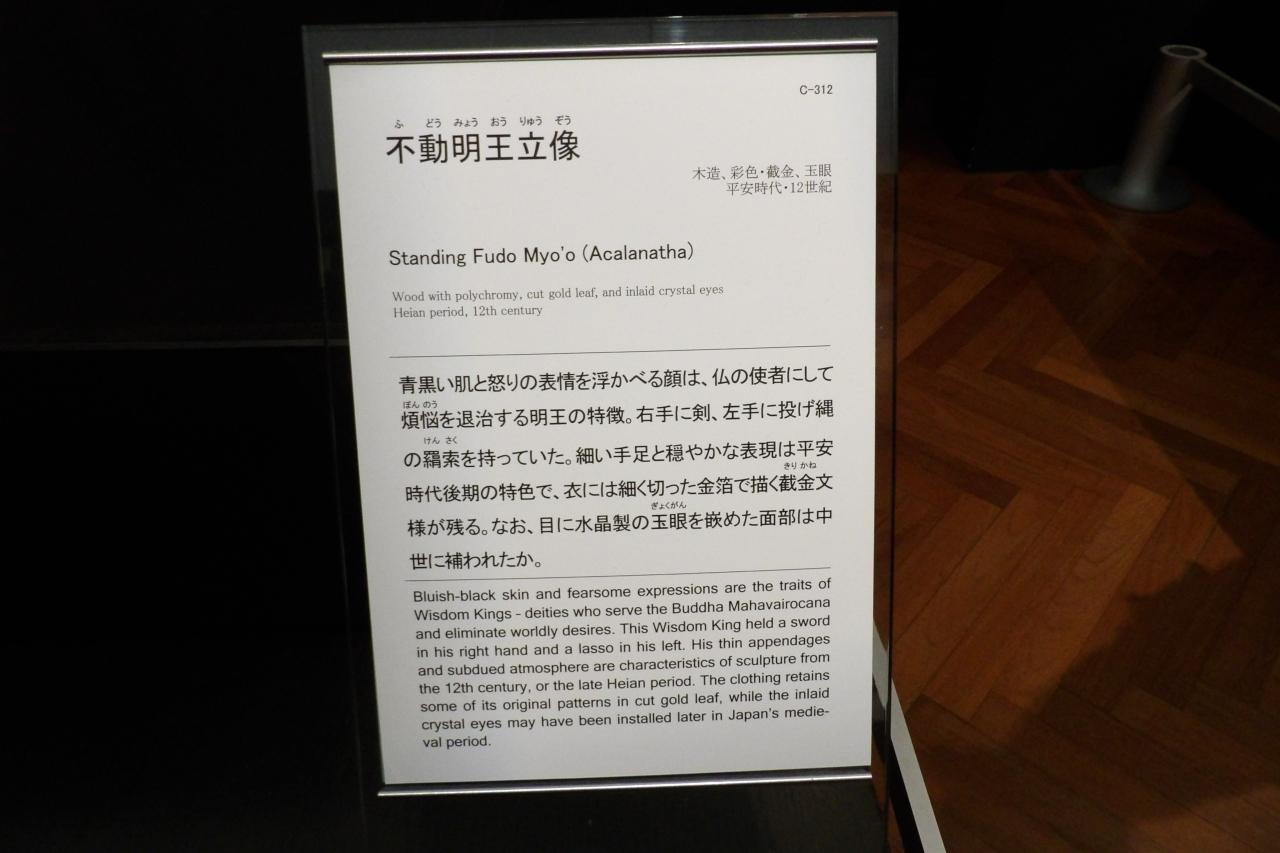 C-312
ふ どう みょう おう りゅう ぞう
不動明王立像
木造、彩色・截金、玉眼
平安時代・12世紀
Standing Fudo Myo'o (Acalanatha)
Wood with polychromy, cut gold leaf, and inlaid crystal eyes
Heian period, 12th century
青黒い肌と怒りの表情を浮かべる顔は、仏の使者にして
ぼん のう
煩悩を退治する明王の特徴。右手に剣、左手に投げ縄
けん さく
の羂索を持っていた。細い手足と穏やかな表現は平安
きり かね
時代後期の特色で、衣には細く切った金箔で描く截金文
ぎょくがん
様が残る。なお、目に水晶製の玉眼を嵌めた面部は中
世に補われたか。
Bluish-black skin and fearsome expressions are the traits of
Wisdom Kings - deities who serve the Buddha Mahavairocana
and eliminate worldly desires. This Wisdom King held a sword
in his right hand and a lasso in his left. His thin appendages
and subdued atmosphere are characteristics of sculpture from
the 12th century, or the late Heian period. The clothing retains
some of its original patterns in cut gold leaf, while the inlaid
crystal eyes may have been installed later in Japan's medie-
val period.